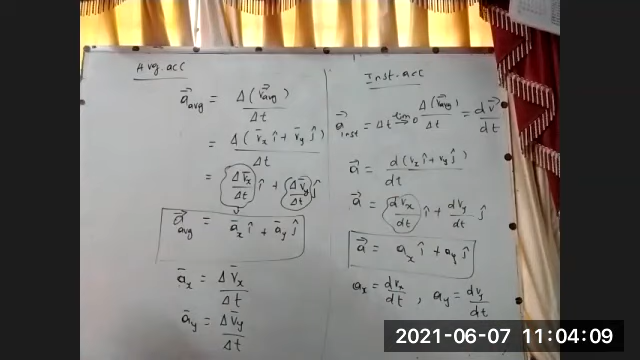 Avg.acc
a⃗avg = Δ(v⃗avg)/Δt
= Δ(v̄x î + v̄y ĵ)/Δt
= Δv̄x/Δt î + Δv̄y/Δt ĵ
a⃗avg = āx î + āy ĵ
āx = Δv̄x/Δt
āy = Δv̄y/Δt
Inst.acc
a⃗inst = lim Δt→0 Δ(v⃗avg)/Δt = dv⃗/dt
a⃗ = d(vx î + vy ĵ)/dt
a⃗ = dvx/dt î + dvy/dt ĵ
a⃗ = ax î + ay ĵ
ax = dvx/dt , ay = dvy/dt
2021-06-07 11:04:09